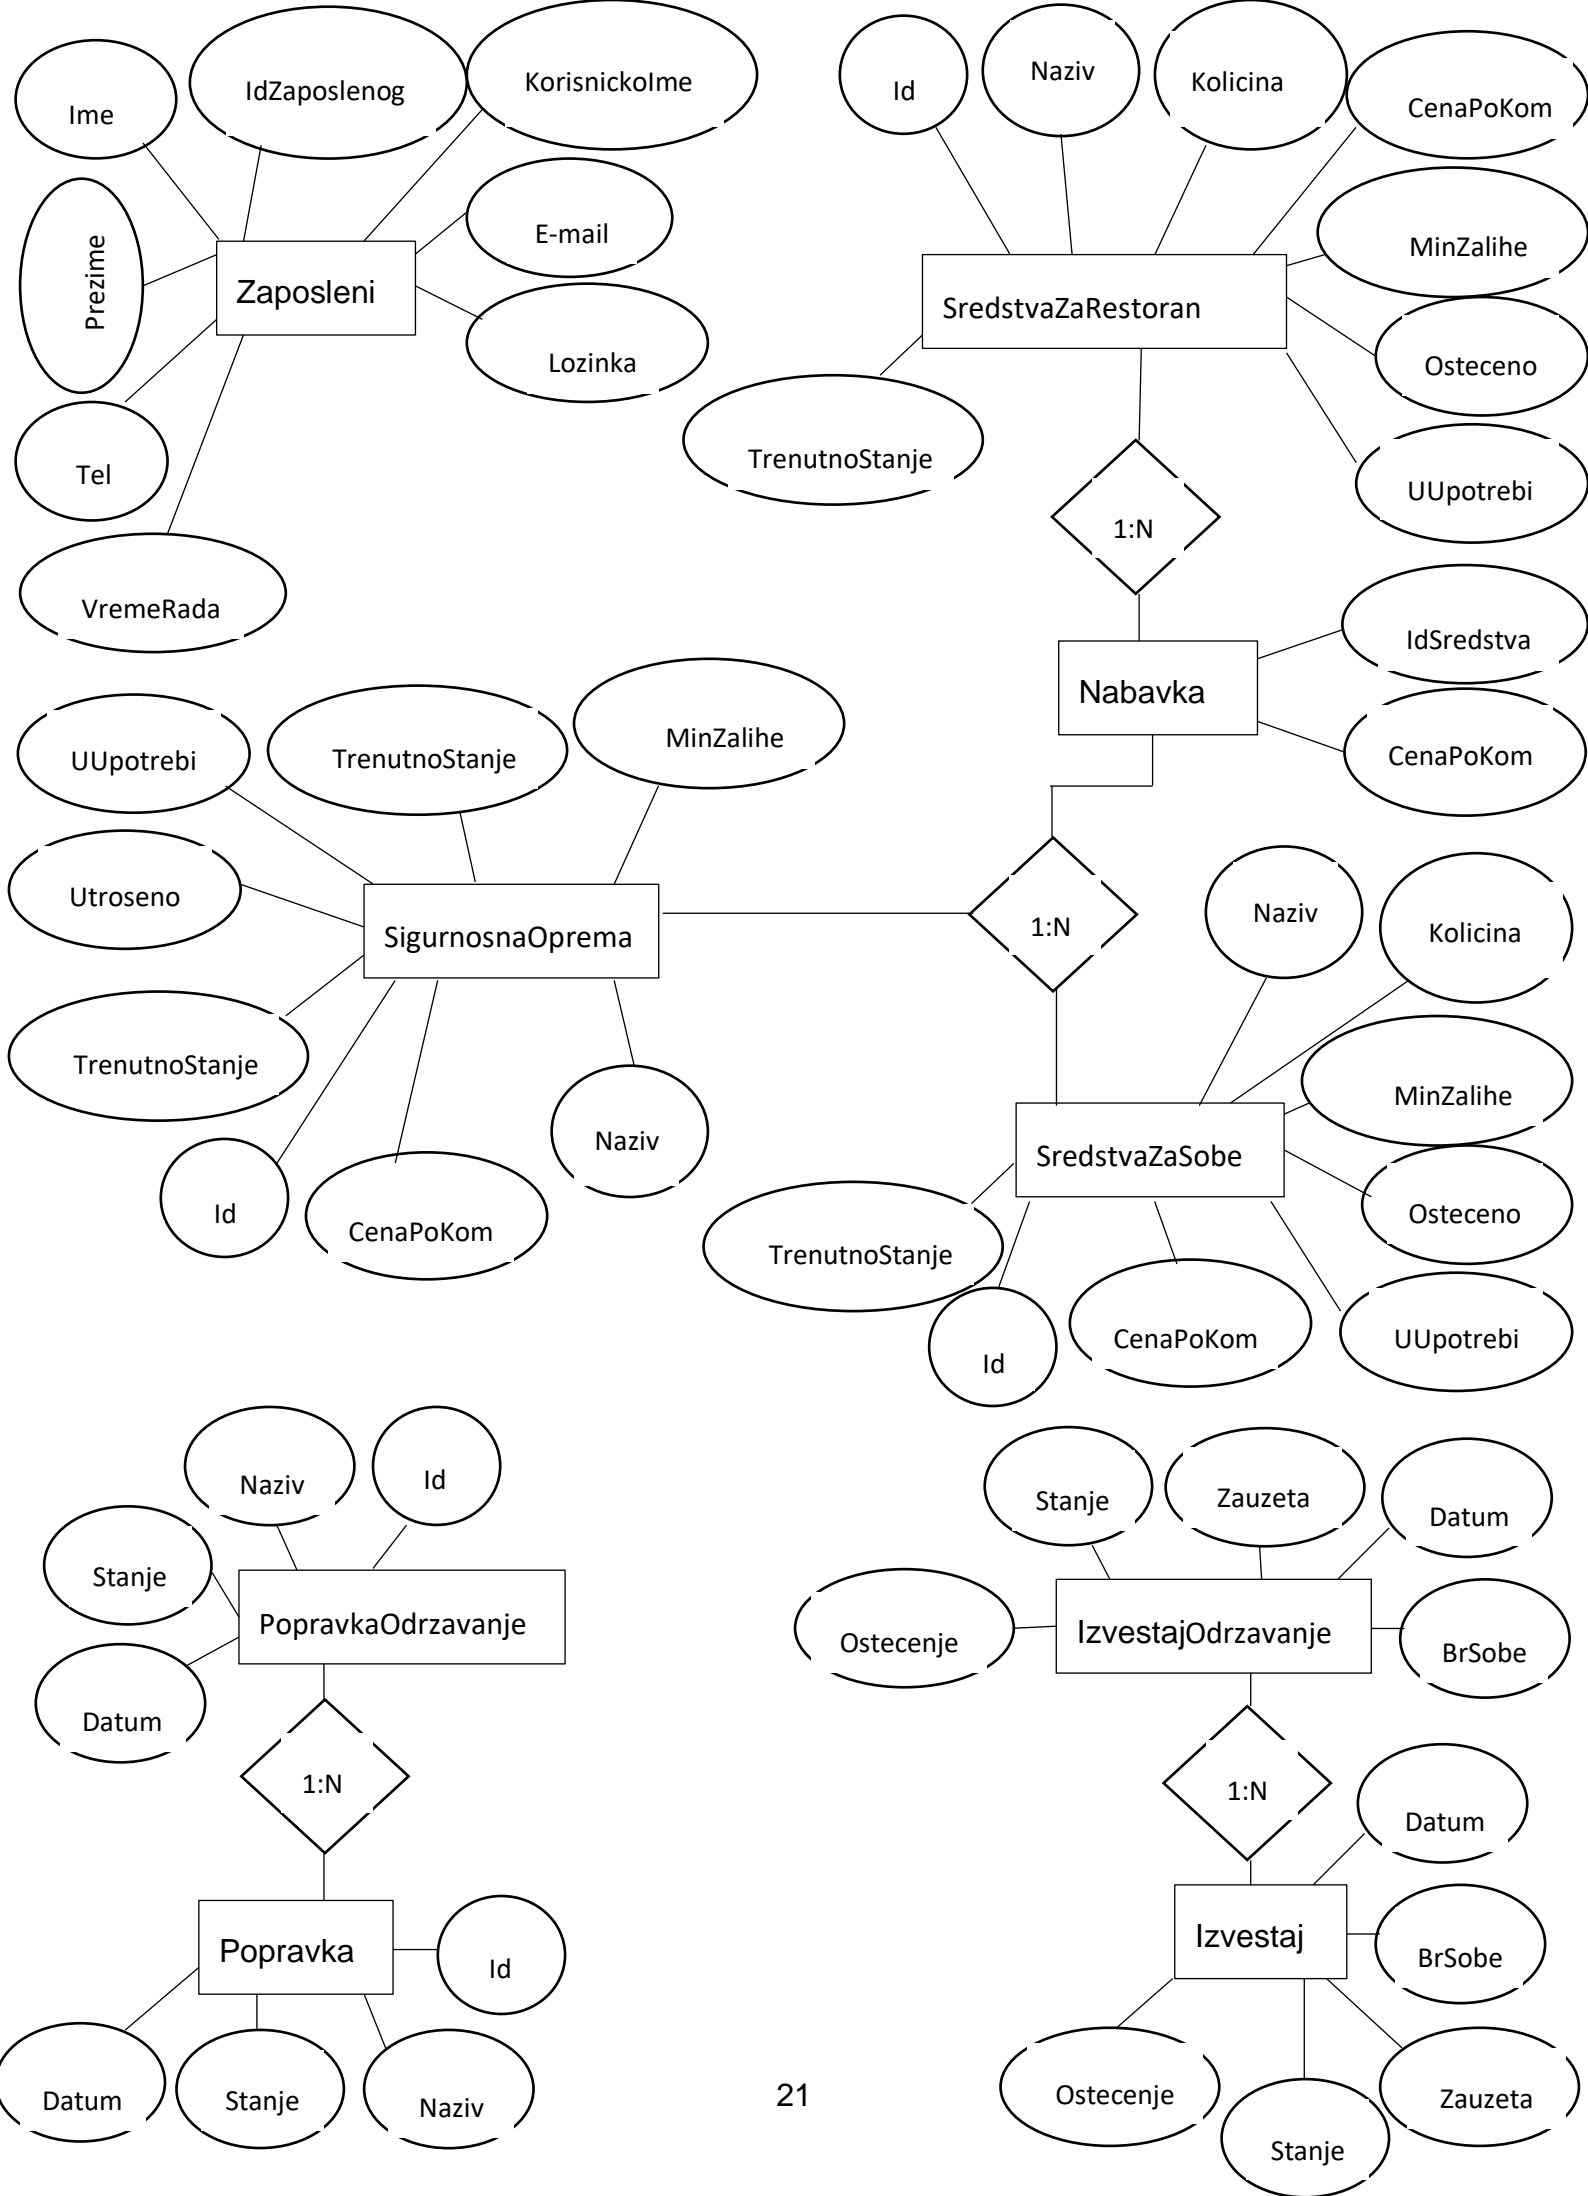 Ime
IdZaposlenog
KorisnickoIme
Prezime
E-mail
Zaposleni
Lozinka
Tel
VremeRada
Id
Naziv
Kolicina
CenaPoKom
MinZalihe
SredstvaZaRestoran
Osteceno
TrenutnoStanje
UUpotrebi
1:N
IdSredstva
Nabavka
CenaPoKom
UUpotrebi
TrenutnoStanje
MinZalihe
Utroseno
SigurnosnaOprema
TrenutnoStanje
Id
CenaPoKom
Naziv
1:N
Naziv
Kolicina
MinZalihe
SredstvaZaSobe
Osteceno
TrenutnoStanje
Id
CenaPoKom
UUpotrebi
Naziv
Id
Stanje
PopravkaOdrzavanje
Datum
1:N
Popravka
Id
Datum
Stanje
Naziv
Stanje
Zauzeta
Datum
Ostecenje
IzvestajOdrzavanje
BrSobe
1:N
Datum
Izvestaj
BrSobe
Ostecenje
Stanje
Zauzeta
21